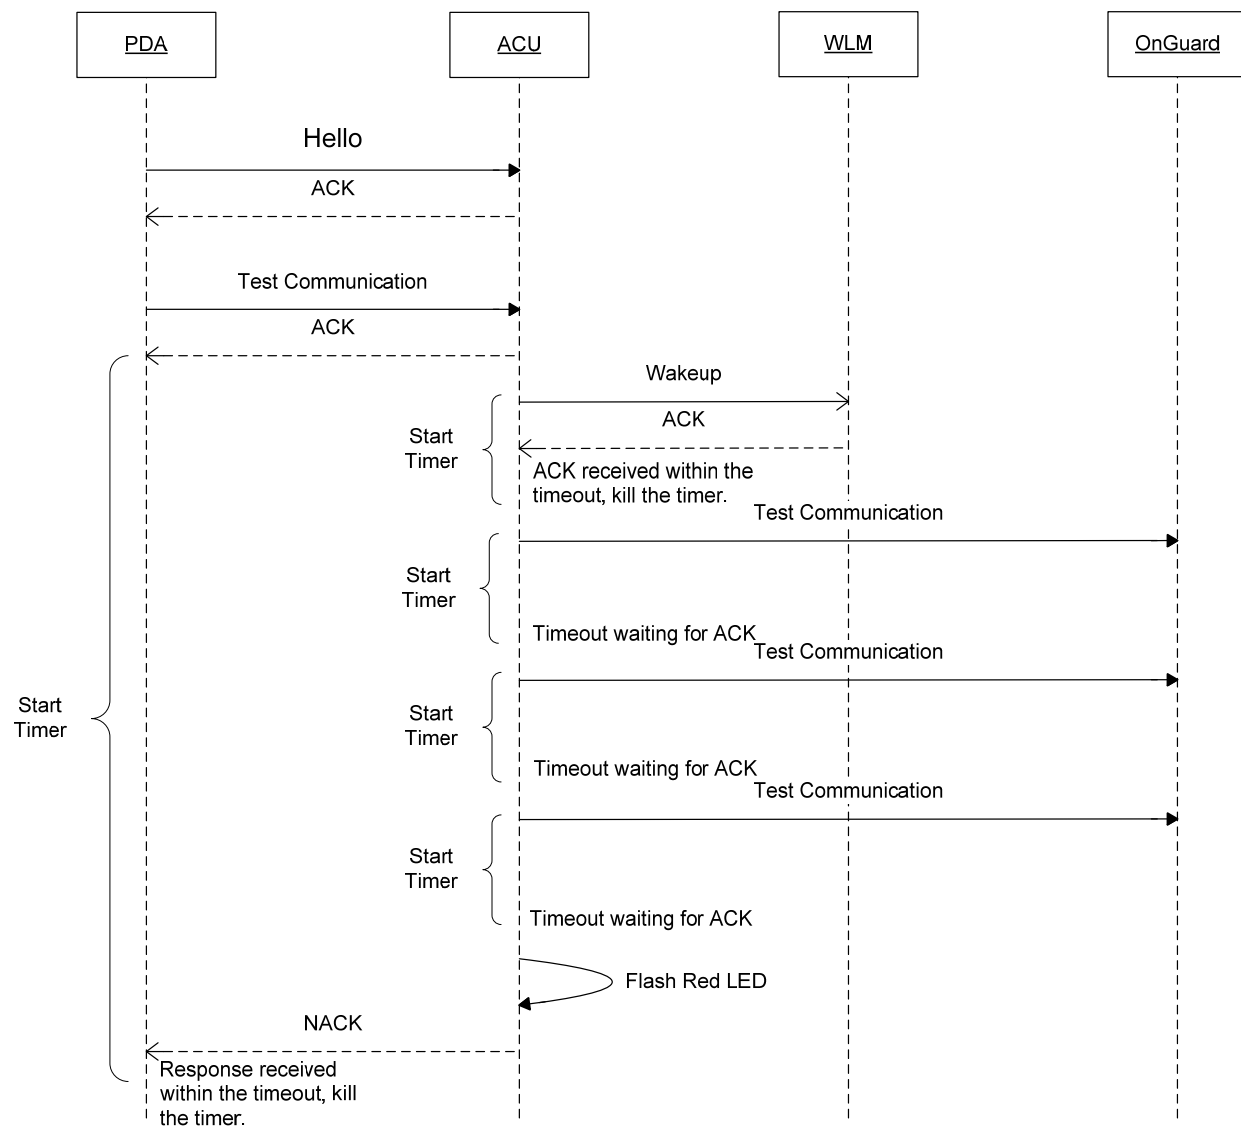 PDA
ACU
WLM
OnGuard
Hello
ACK
Test Communication
ACK
Wakeup
ACK
Start
Timer
ACK received within the
timeout, kill the timer.
Test Communication
Start
Timer
Timeout waiting for ACK
Test Communication
Start
Timer
Start
Timer
Timeout waiting for ACK
Test Communication
Start
Timer
Timeout waiting for ACK
Flash Red LED
NACK
Response received
within the timeout, kill
the timer.